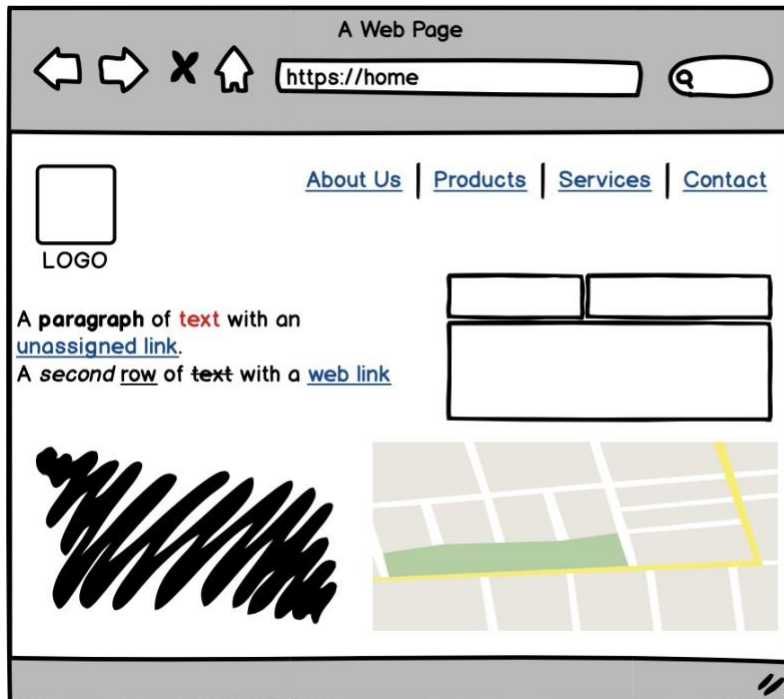 A Web Page
https://home
About Us | Products | Services | Contact
LOGO
A paragraph of text with an
unassigned link.
A second row of text with a web link